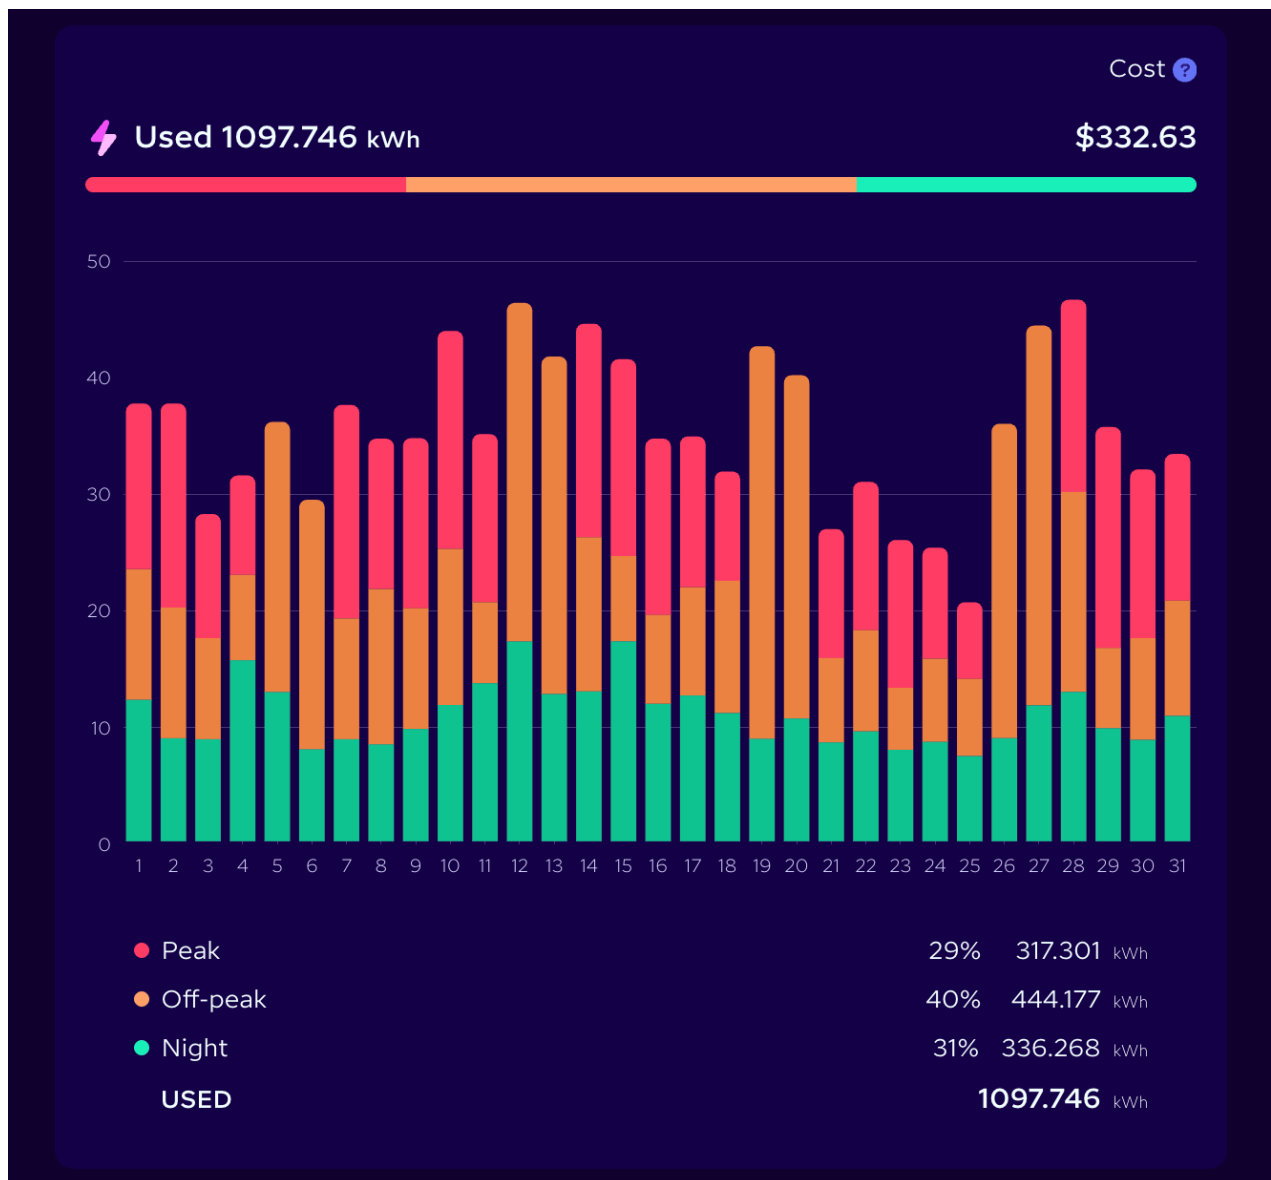 Cost ?
Used 1097.746 kWh $332.63
50
40
30
20
10
0
1 2 3 4 5 6 7 8 9 10 11 12 13 14 15 16 17 18 19 20 21 22 23 24 25 26 27 28 29 30 31
Peak 29% 317.301 kWh
Off-peak 40% 444.177 kWh
Night 31% 336.268 kWh
USED 1097.746 kWh